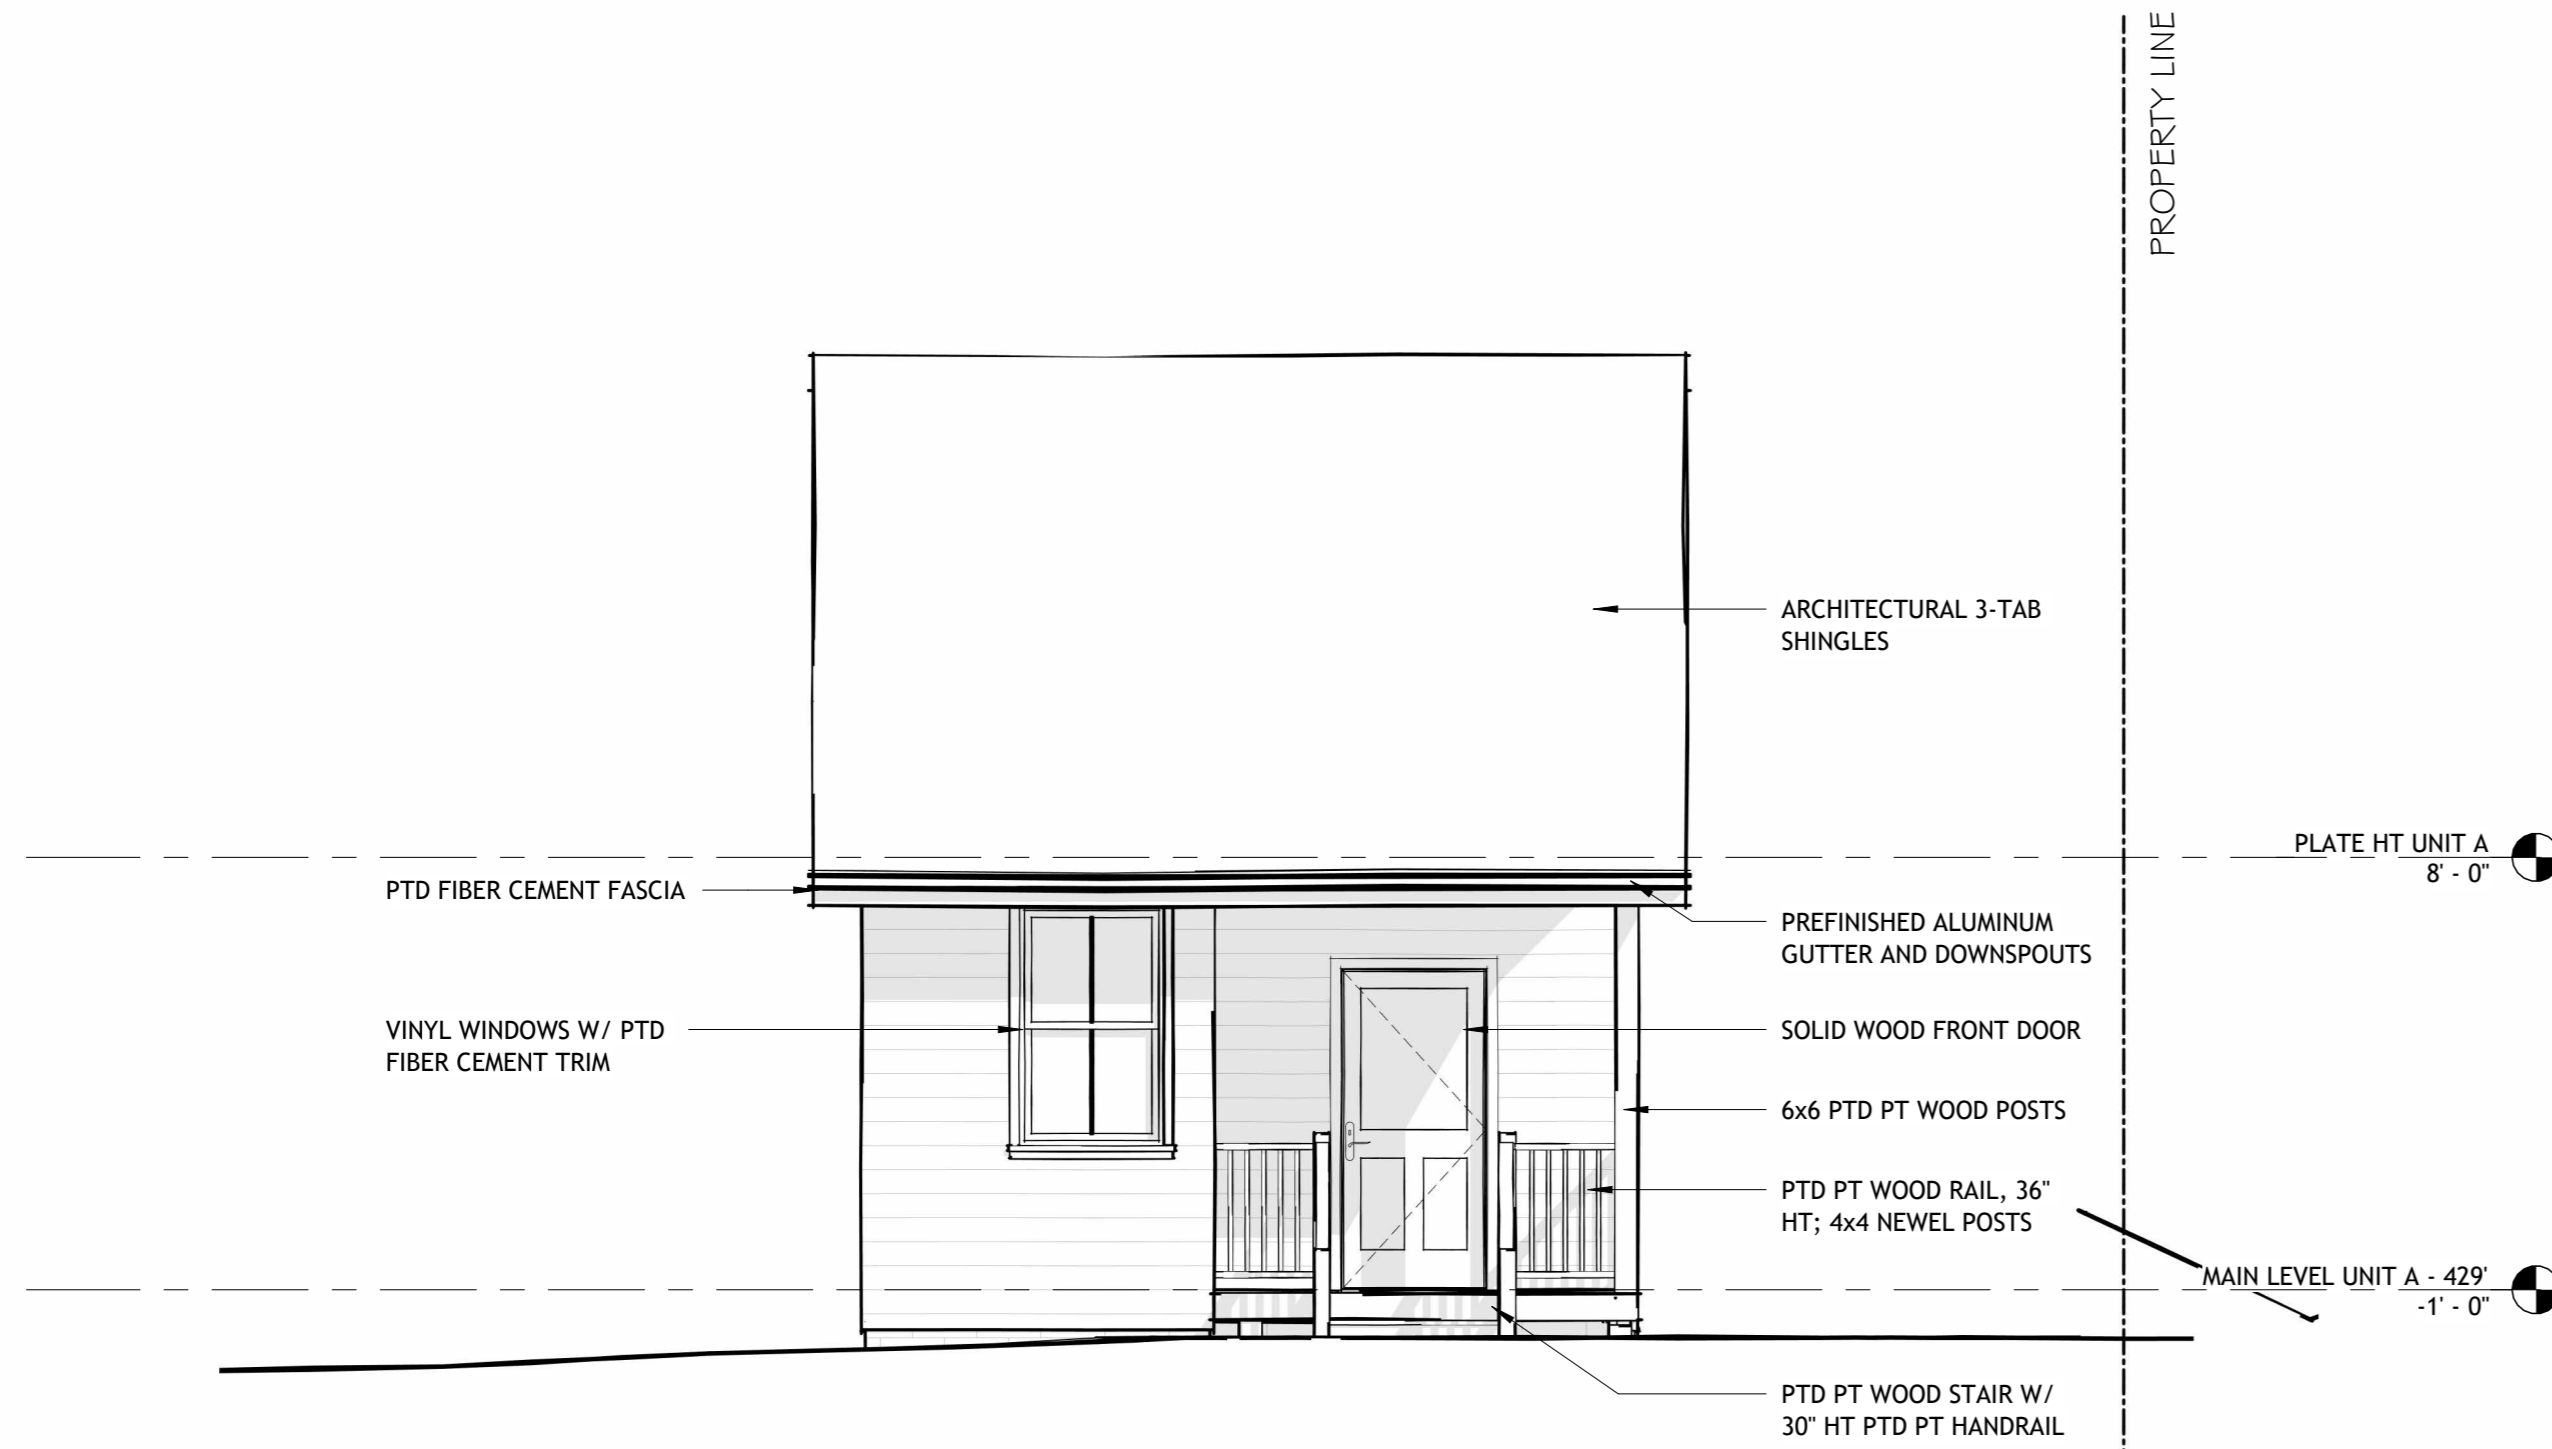 PROPERTY LINE
ARCHITECTURAL 3-TAB
SHINGLES
PLATE HT UNIT A
8' - 0"
PTD FIBER CEMENT FASCIA
PREFINISHED ALUMINUM
GUTTER AND DOWNSPOUTS
VINYL WINDOWS W/ PTD
FIBER CEMENT TRIM
SOLID WOOD FRONT DOOR
6x6 PTD PT WOOD POSTS
PTD PT WOOD RAIL, 36"
HT; 4x4 NEWEL POSTS
MAIN LEVEL UNIT A - 429'
-1' - 0"
PTD PT WOOD STAIR W/
30" HT PTD PT HANDRAIL